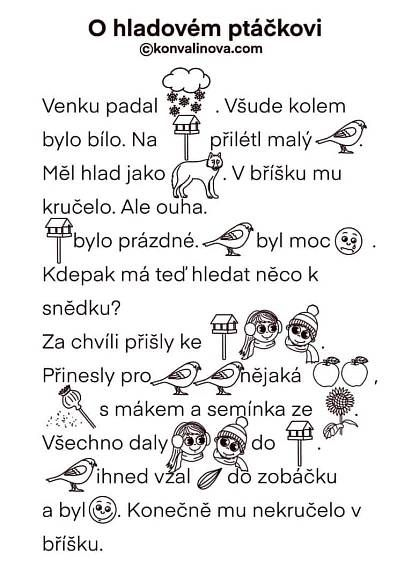 O hladovém ptáčkovi
©konvalinova.com
Venku padal . Všude kolem
bylo bílo. Na přilétl malý .
Měl hlad jako . V bříšku mu
kručelo. Ale ouha.
bylo prázdné. byl moc .
Kdepak má teď hledat něco k
snědku?
Za chvíli přišly ke .
Přinesly pro nějaká ,
s mákem a semínka ze .
Všechno daly do .
ihned vzal do zobáčku
a byl . Konečně mu nekručelo v
bříšku.